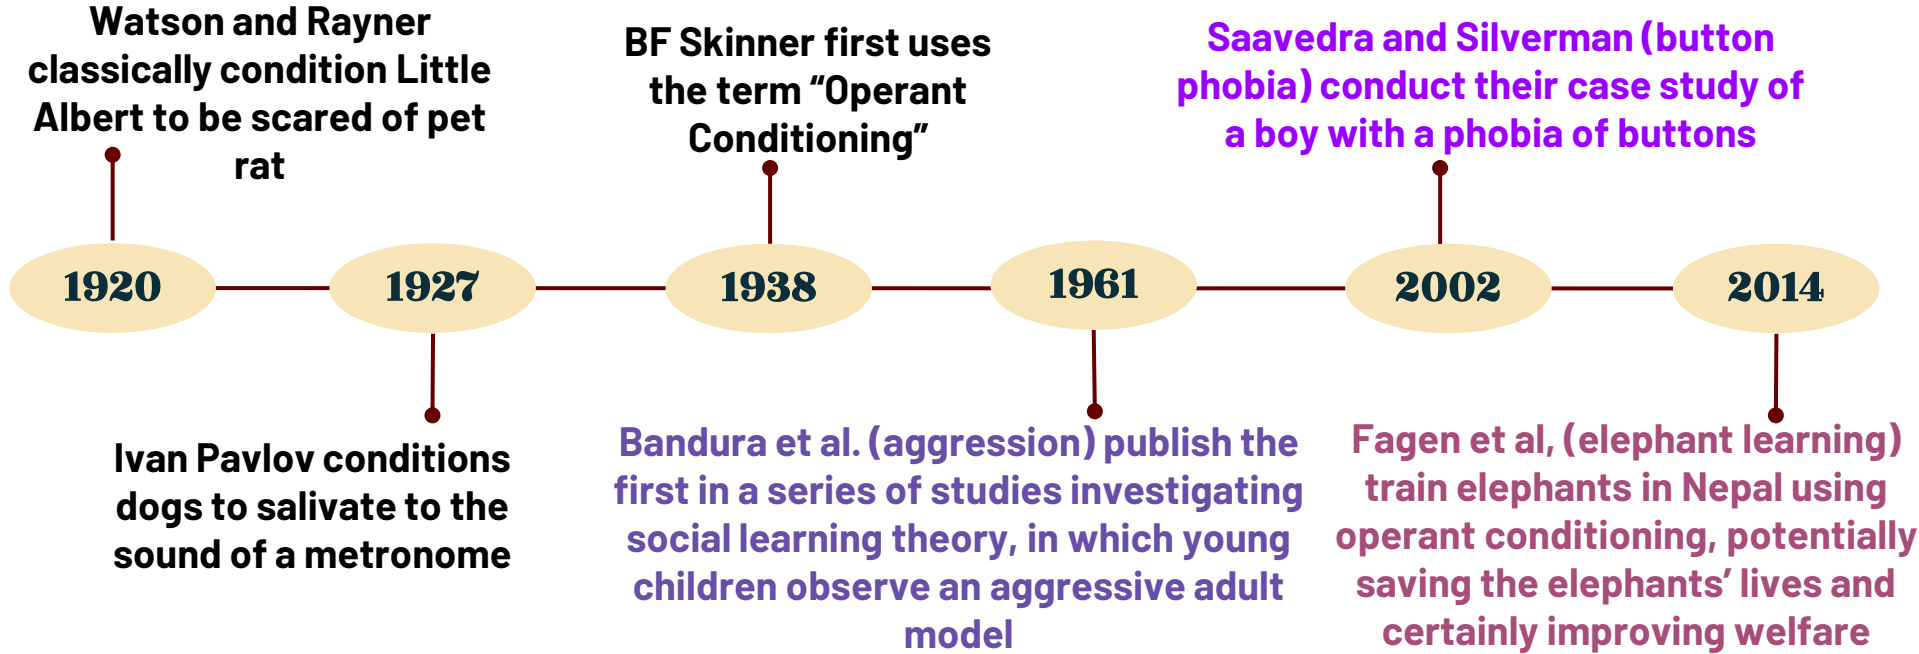 Watson and Rayner
classically condition Little
Albert to be scared of pet
rat
BF Skinner first uses
the term “Operant
Conditioning”
Saavedra and Silverman (button
phobia) conduct their case study of
a boy with a phobia of buttons
1920
1927
1938
1961
2002
2014
Ivan Pavlov conditions
dogs to salivate to the
sound of a metronome
Bandura et al. (aggression) publish the
first in a series of studies investigating
social learning theory, in which young
children observe an aggressive adult
model
Fagen et al, (elephant learning)
train elephants in Nepal using
operant conditioning, potentially
saving the elephants’ lives and
certainly improving welfare